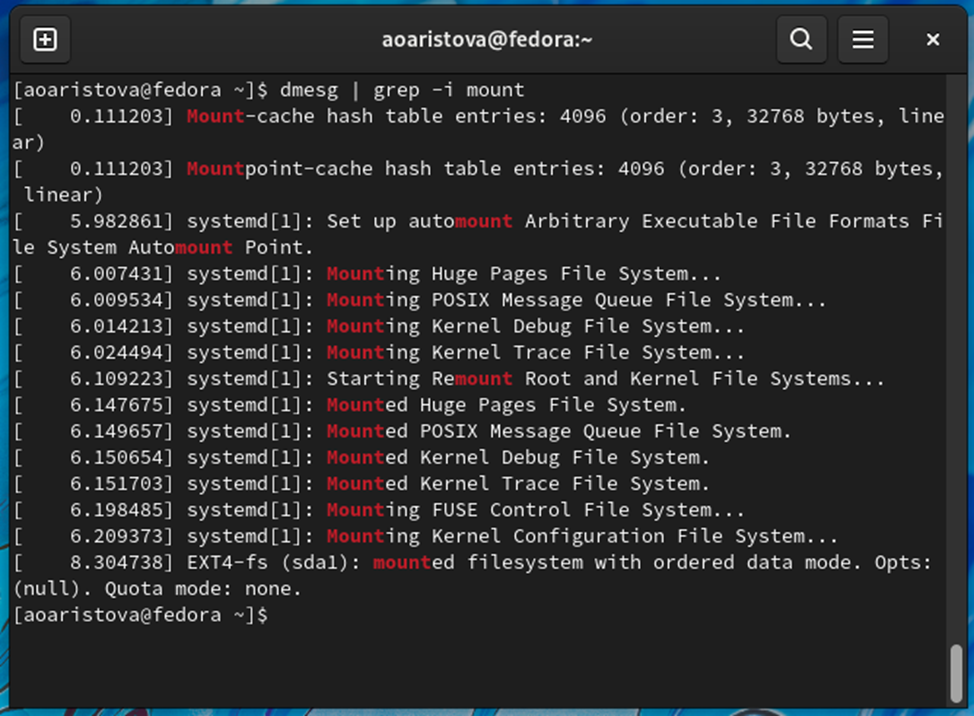 aoaristova@fedora:~
[aoaristova@fedora ~]$ dmesg | grep -i mount
[    0.111203] Mount-cache hash table entries: 4096 (order: 3, 32768 bytes, line
ar)
[    0.111203] Mountpoint-cache hash table entries: 4096 (order: 3, 32768 bytes,
 linear)
[    5.982861] systemd[1]: Set up automount Arbitrary Executable File Formats Fi
le System Automount Point.
[    6.007431] systemd[1]: Mounting Huge Pages File System...
[    6.009534] systemd[1]: Mounting POSIX Message Queue File System...
[    6.014213] systemd[1]: Mounting Kernel Debug File System...
[    6.024494] systemd[1]: Mounting Kernel Trace File System...
[    6.109223] systemd[1]: Starting Remount Root and Kernel File Systems...
[    6.147675] systemd[1]: Mounted Huge Pages File System.
[    6.149657] systemd[1]: Mounted POSIX Message Queue File System.
[    6.150654] systemd[1]: Mounted Kernel Debug File System.
[    6.151703] systemd[1]: Mounted Kernel Trace File System.
[    6.198485] systemd[1]: Mounting FUSE Control File System...
[    6.209373] systemd[1]: Mounting Kernel Configuration File System...
[    8.304738] EXT4-fs (sda1): mounted filesystem with ordered data mode. Opts:
(null). Quota mode: none.
[aoaristova@fedora ~]$